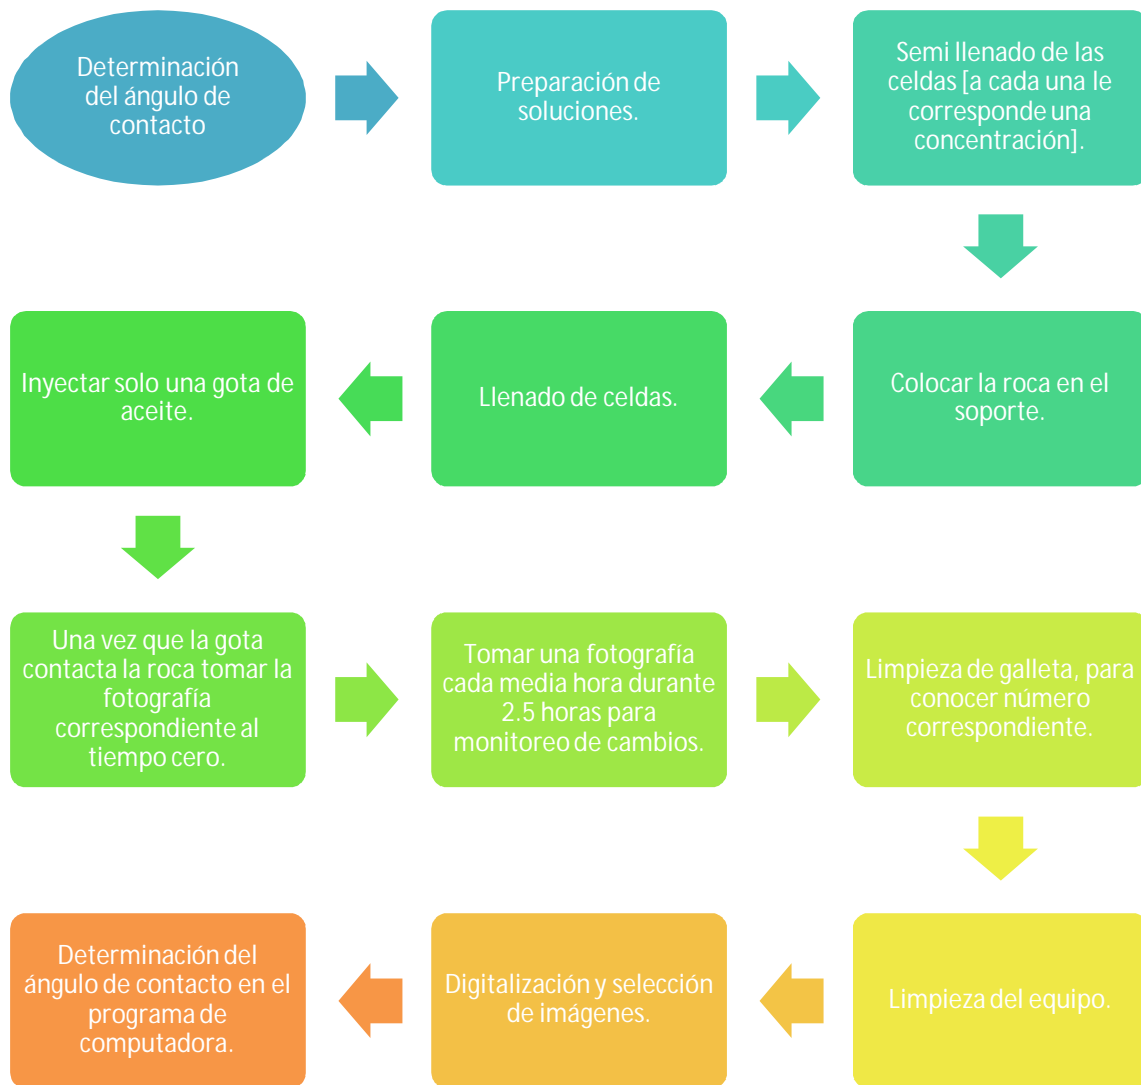 Determinación
del ángulo de
contacto
Preparación de
soluciones.
Semi llenado de las
celdas [a cada una le
corresponde una
concentración].
Colocar la roca en el
soporte.
Llenado de celdas.
Inyectar solo una gota de
aceite.
Una vez que la gota
contacta la roca tomar la
fotografía
correspondiente al
tiempo cero.
Tomar una fotografía
cada media hora durante
2.5 horas para
monitoreo de cambios.
Limpieza de galleta, para
conocer número
correspondiente.
Limpieza del equipo.
Digitalización y selección
de imágenes.
Determinación del
ángulo de contacto en el
programa de
computadora.